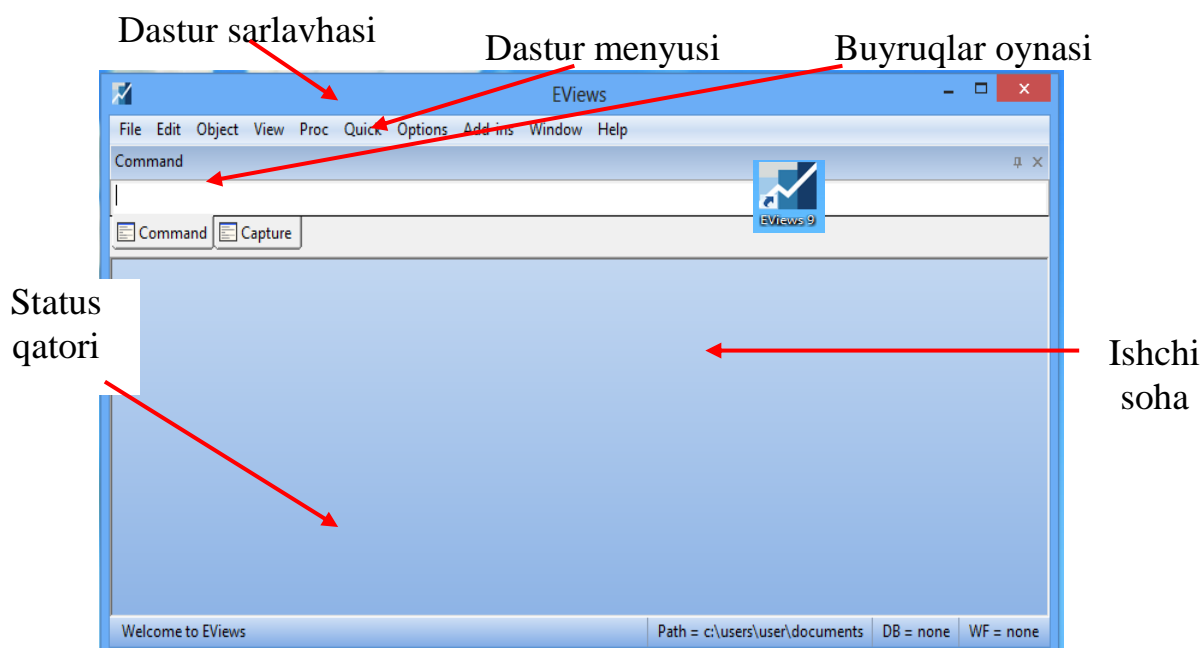 Dastur sarlavhasi
Dastur menyusi
Buyruqlar oynasi
EViews
File Edit Object View Proc Quick Options Add-ins Window Help
Command
EViews 9
Command Capture
Status
qatori
Ishchi
soha
Welcome to EViews
Path = c:\users\user\documents DB = none WF = none